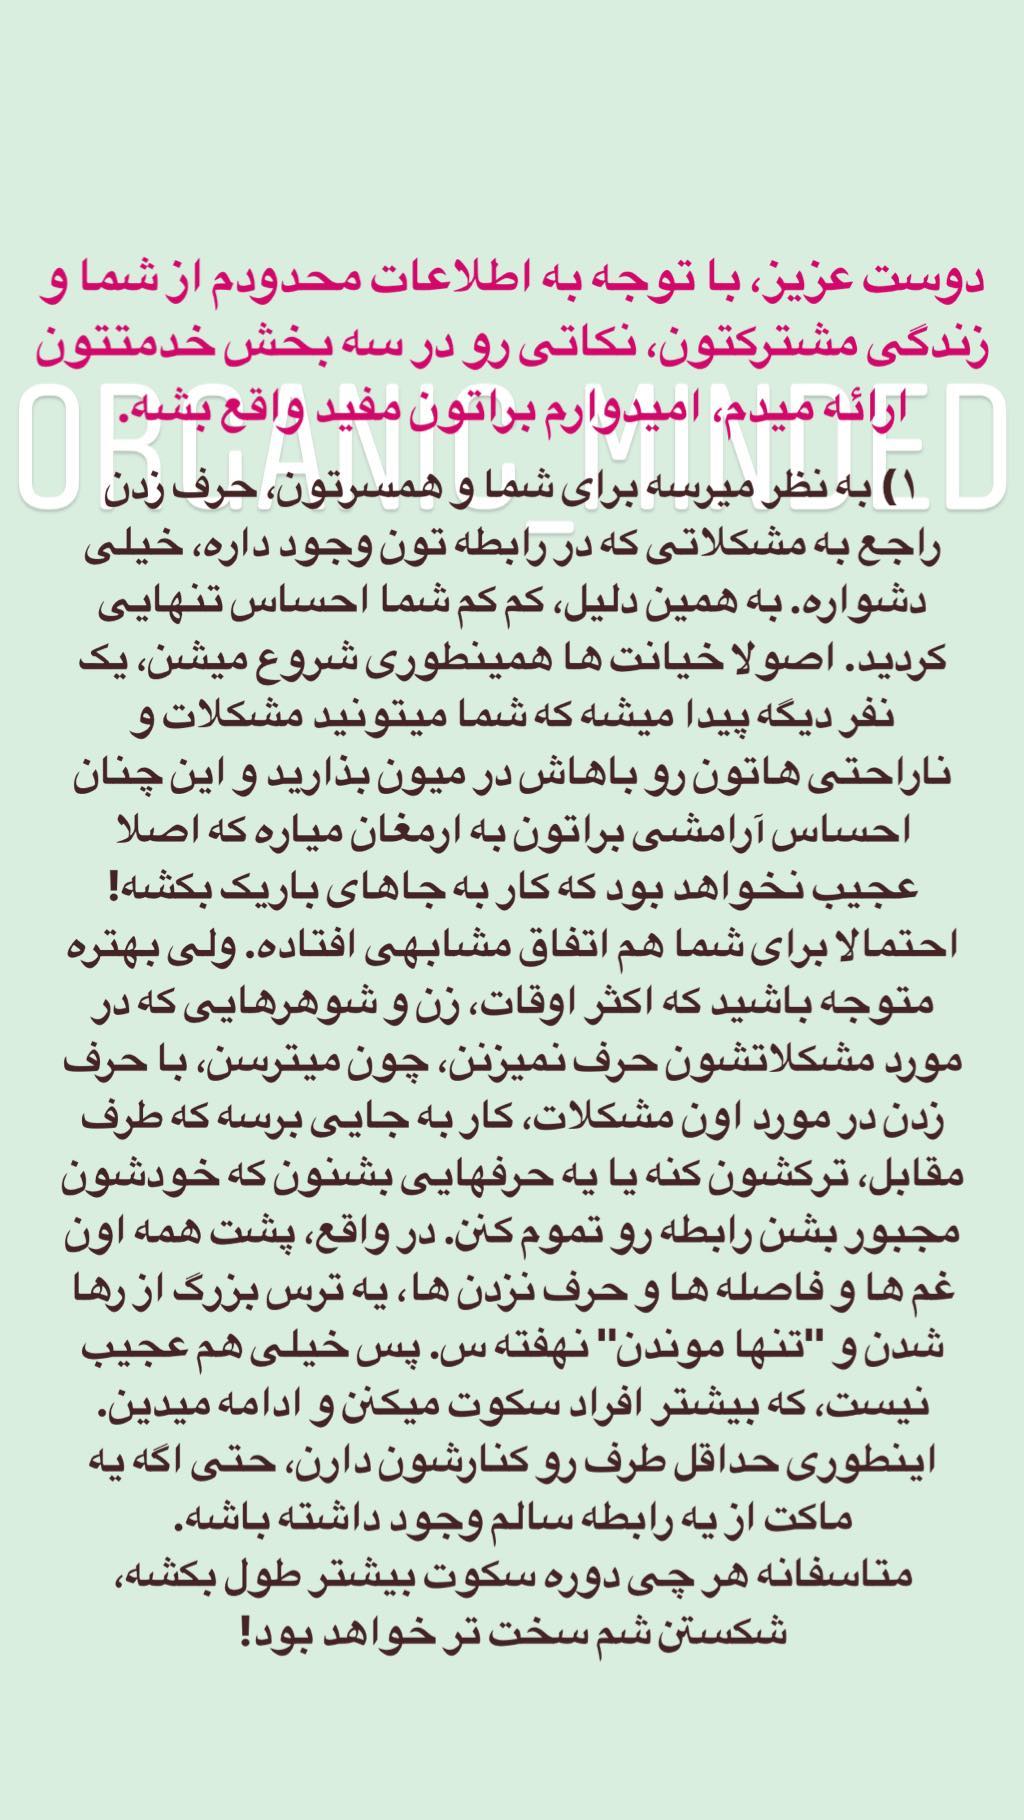 دوست عزیز، با توجه به اطلاعات محدودم از شما و
زندگی مشترکتون، نکاتی رو در سه بخش خدمتتون
ارائه میدم، امیدوارم براتون مفید واقع بشه.
ORGANIC_MINDED
۱) به نظر میرسه برای شما و همسرتون، حرف زدن
راجع به مشکلاتی که در رابطه تون وجود داره، خیلی
دشواره. به همین دلیل، کم کم شما احساس تنهایی
کردید. اصولا خیانت ها همینطوری شروع میشن، یک
نفر دیگه پیدا میشه که شما میتونید مشکلات و
ناراحتی هاتون رو باهاش در میون بذارید و این چنان
احساس آرامشی براتون به ارمغان میاره که اصلا
عجیب نخواهد بود که کار به جاهای باریک بکشه!
احتمالا برای شما هم اتفاق مشابهی افتاده. ولی بهتره
متوجه باشید که اکثر اوقات، زن و شوهرهایی که در
مورد مشکلاتشون حرف نمیزنن، چون میترسن، با حرف
زدن در مورد اون مشکلات، کار به جایی برسه که طرف
مقابل، ترکشون کنه یا یه حرفهایی بشنون که خودشون
مجبور بشن رابطه رو تموم کنن. در واقع، پشت همه اون
غم ها و فاصله ها و حرف نزدن ها، یه ترس بزرگ از رها
شدن و "تنها موندن" نهفته س. پس خیلی هم عجیب
نیست، که بیشتر افراد سکوت میکنن و ادامه میدین.
اینطوری حداقل طرف رو کنارشون دارن، حتی اگه یه
ماکت از یه رابطه سالم وجود داشته باشه.
متاسفانه هر چی دوره سکوت بیشتر طول بکشه،
شکستن شم سخت تر خواهد بود!